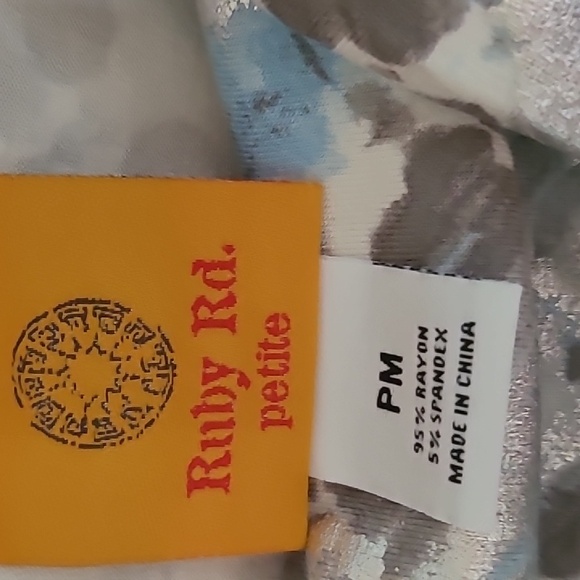 Ruby Rd.
petite
PM
95% RAYON
5% SPANDEX
MADE IN CHINA